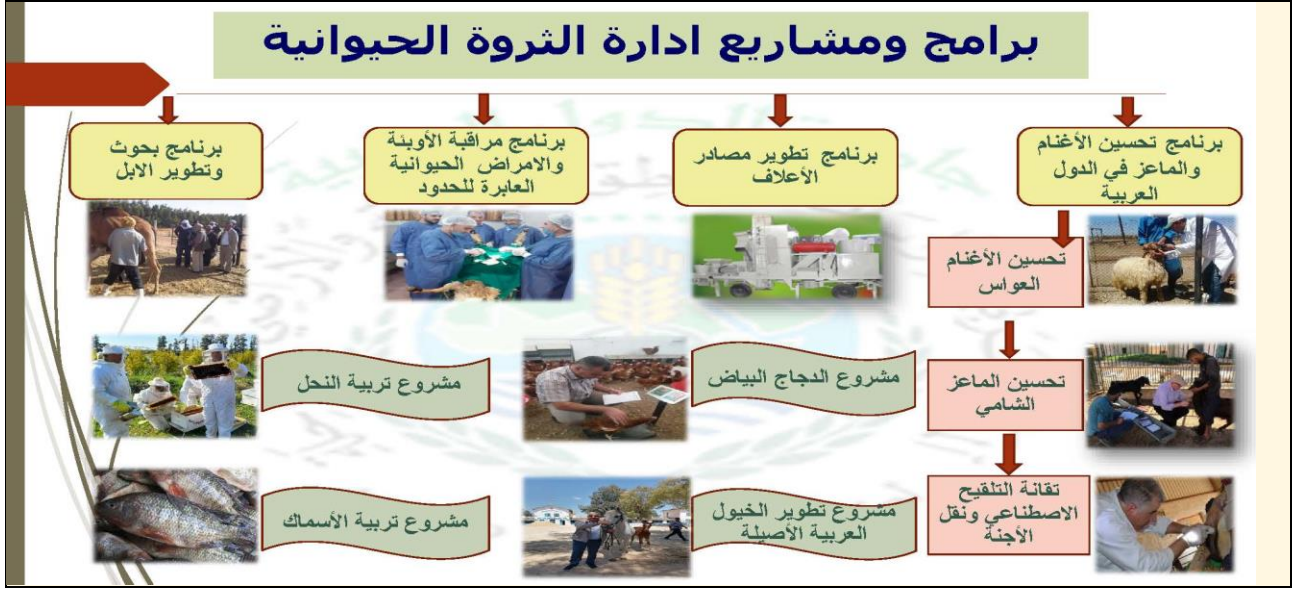 برامج ومشاريع ادارة الثروة الحيوانية
برنامج تحسين الأغنام
والماعز في الدول
العربية
برنامج تطوير مصادر
الأعلاف
برنامج مراقبة الأوبئة
والامراض الحيوانية
العابرة للحدود
برنامج بحوث
وتطوير الابل
تحسين الأغنام
العواس
تحسين الماعز
الشامي
مشروع الدجاج البياض
مشروع تربية النحل
تقانة التلقيح
الاصطناعي ونقل
الأجنة
مشروع تطوير الخيول
العربية الأصيلة
مشروع تربية الأسماك